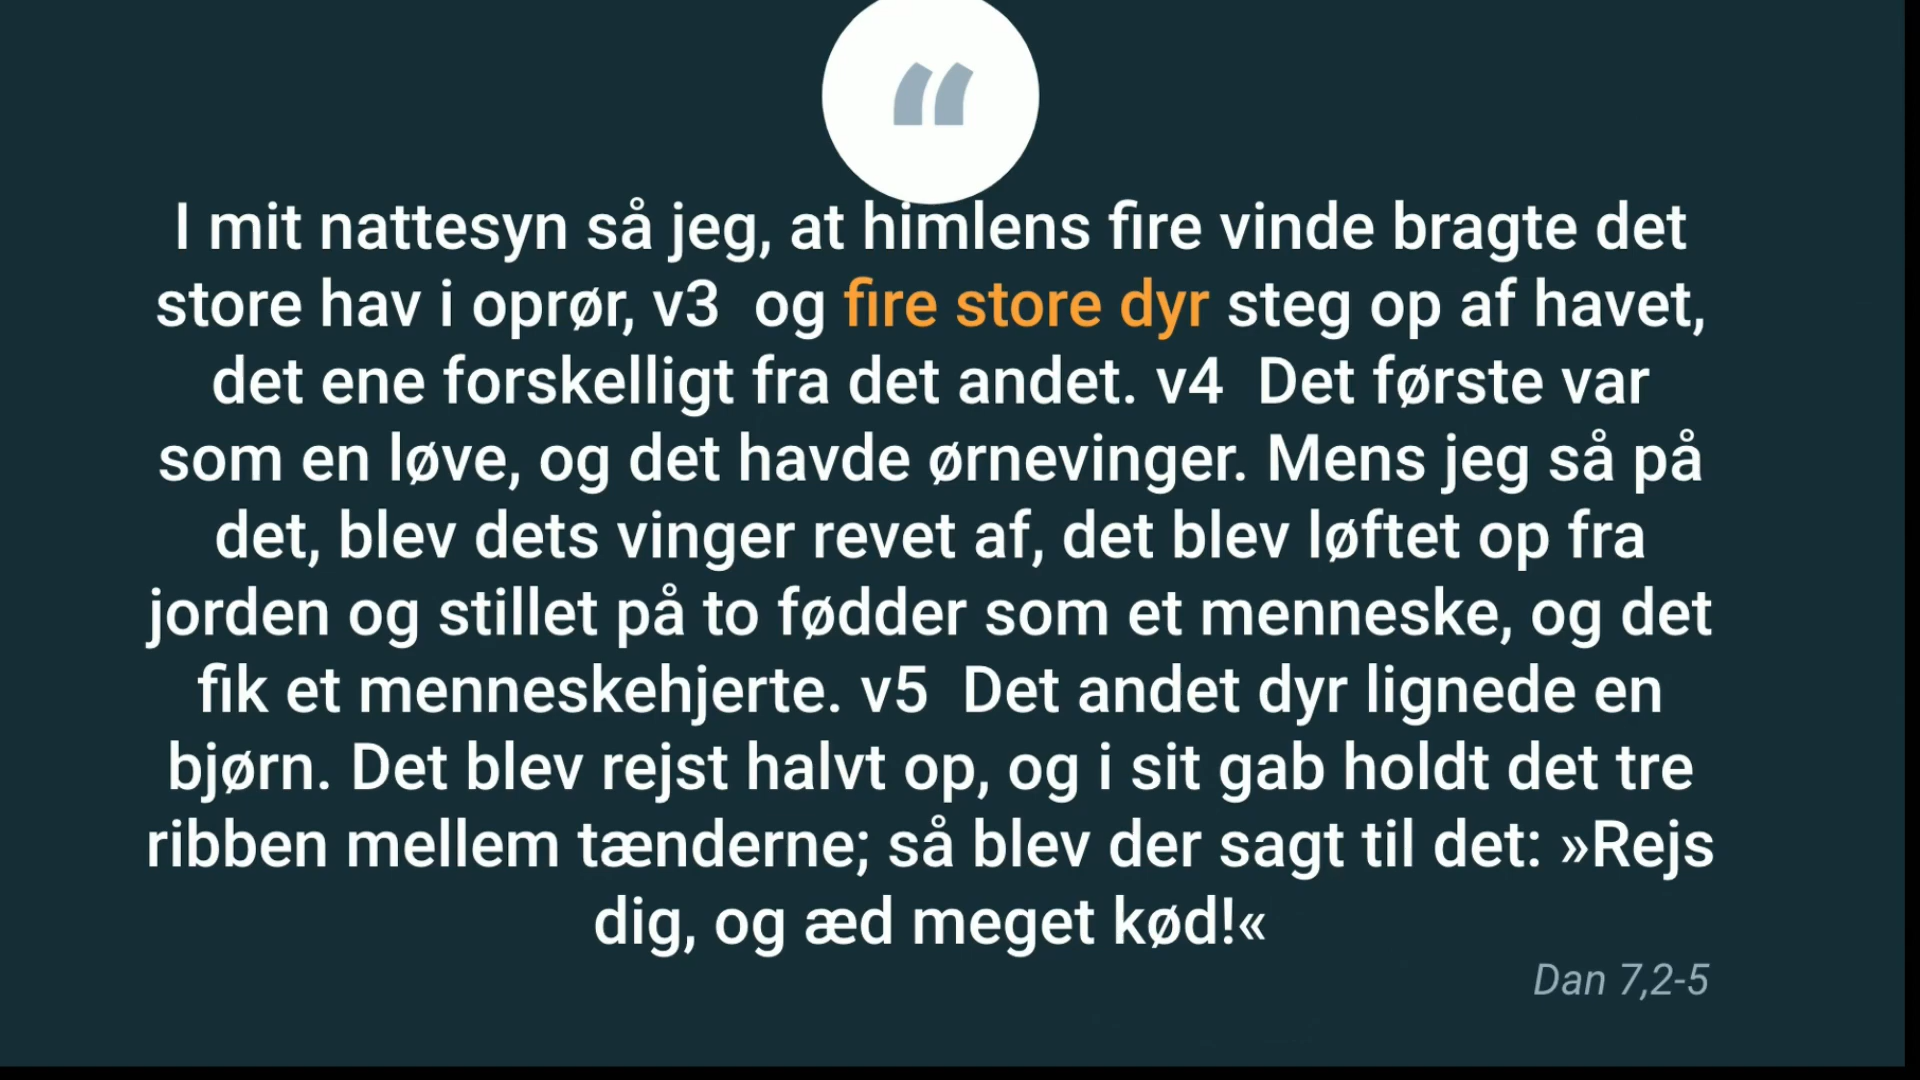 “
I mit nattesyn så jeg, at himlens fire vinde bragte det
store hav i oprør, v3 og fire store dyr steg op af havet,
det ene forskelligt fra det andet. v4 Det første var
som en løve, og det havde ørnevinger. Mens jeg så på
det, blev dets vinger revet af, det blev løftet op fra
jorden og stillet på to fødder som et menneske, og det
fik et menneskehjerte. v5 Det andet dyr lignede en
bjørn. Det blev rejst halvt op, og i sit gab holdt det tre
ribben mellem tænderne; så blev der sagt til det: »Rejs
dig, og æd meget kød!«
Dan 7,2-5